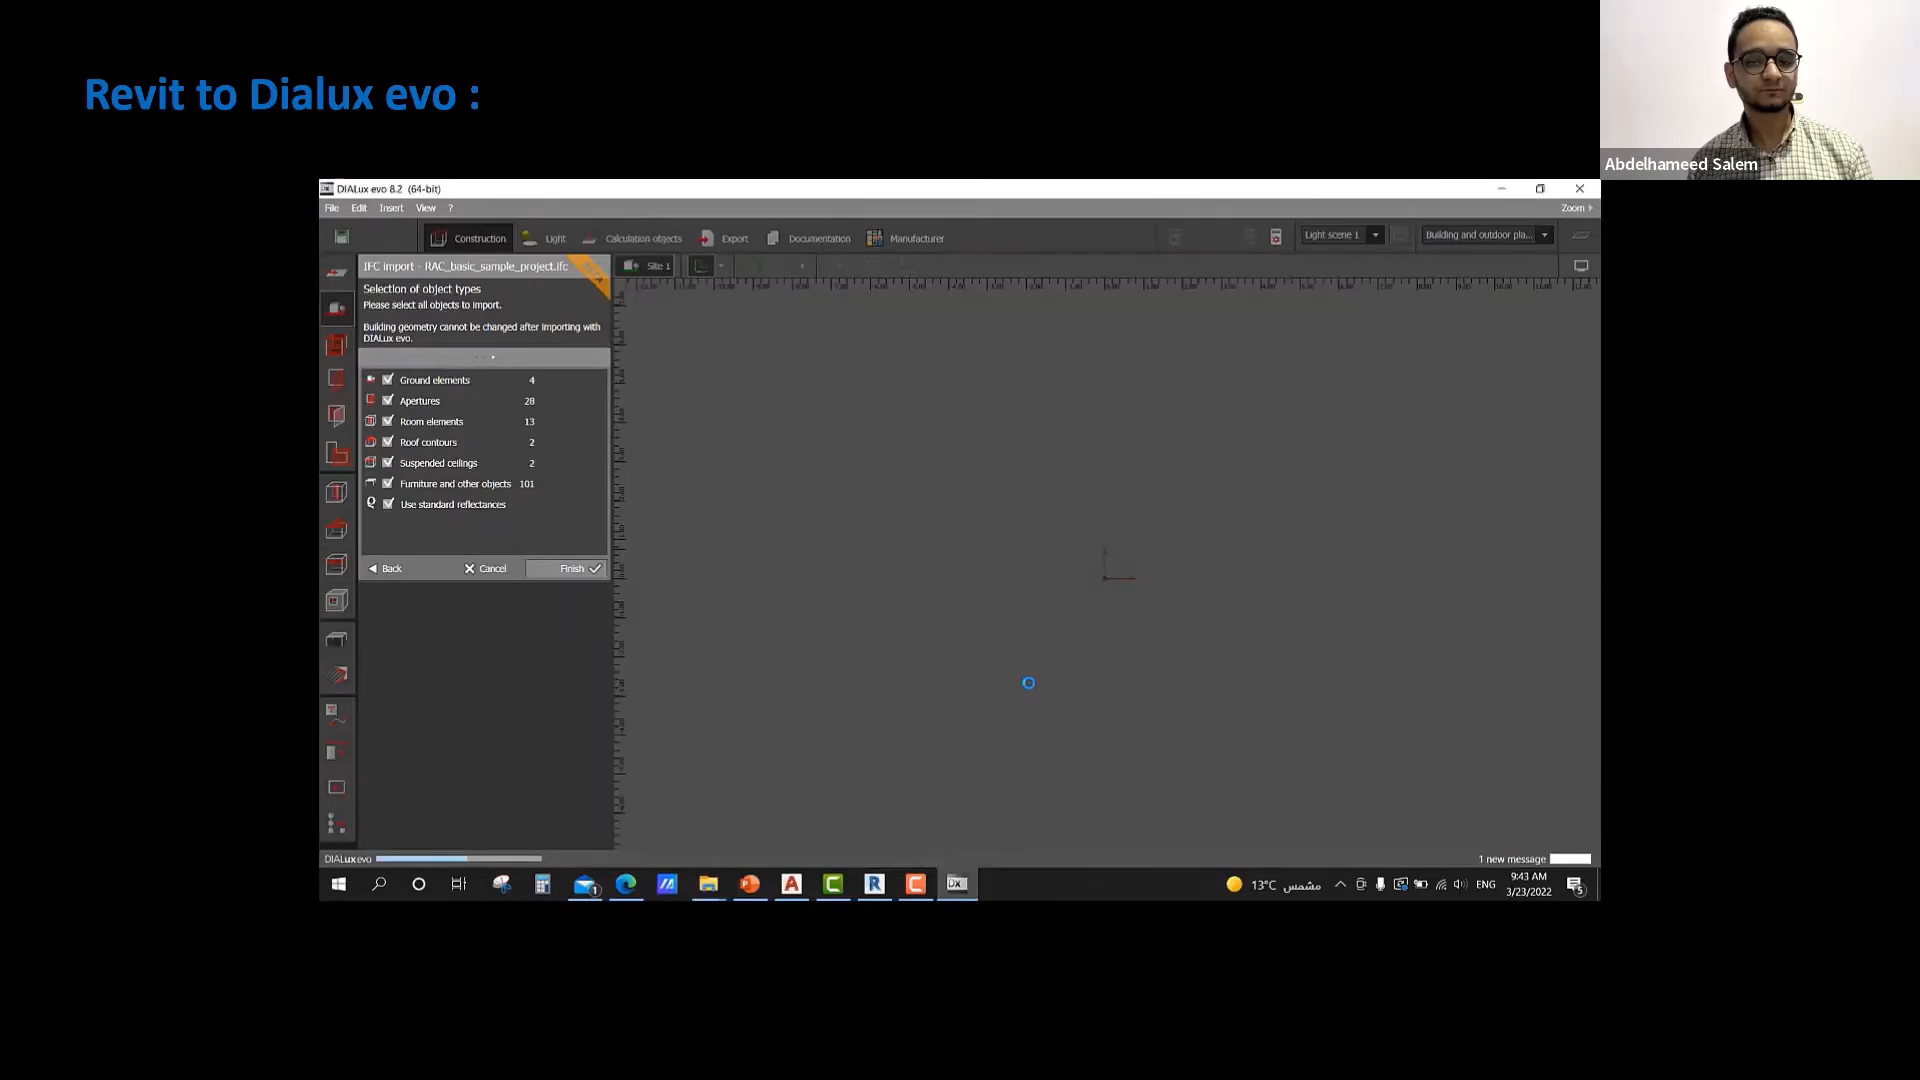 Revit to Dialux evo :
Abdelhameed Salem
DIALux evo 8.2 (64-bit)
File Edit Insert View ?
Zoom
Construction Light Calculation objects Export Documentation Manufacturer
Light scene 1
Building and outdoor pla...
IFC import - RAC_basic_sample_project.ifc
Site 1
Selection of object types
Please select all objects to import.
Building geometry cannot be changed after importing with
DIALux evo.
Ground elements 4
Apertures 28
Room elements 13
Roof contours 2
Suspended ceilings 2
Furniture and other objects 101
Use standard reflectances
Back Cancel Finish
DIALux evo
1 new message
13°C مشمس
ENG
9:43 AM
3/23/2022